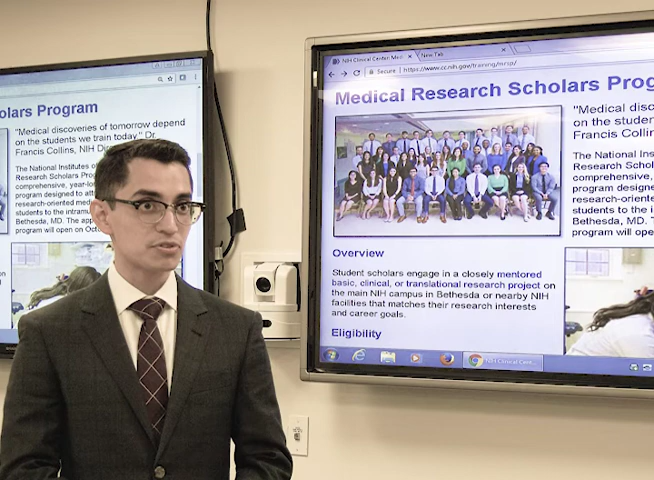 olars Program
"Medical discoveries of tomorrow depend
on the students we train today." Dr.
Francis Collins, NIH Dire
The National Institutes o
Research Scholars Prog
comprehensive, year-lo
program designed to att
research-oriented med
students to the intram
Bethesda, MD. The app
program will open on Oct
NIH Clinical Center: Med
New Tab
Secure
https://www.cc.nih.gov/training/mrsp/
Medical Research Scholars Prog
"Medical disc
on the studen
Francis Collin
The National Ins
Research Schol
comprehensive,
program designe
research-oriente
students to the i
Bethesda, MD. T
program will ope
Overview
Student scholars engage in a closely mentored
basic, clinical, or translational research project on
the main NIH campus in Bethesda or nearby NIH
facilities that matches their research interests
and career goals.
Eligibility
NIH Clinical Cent...